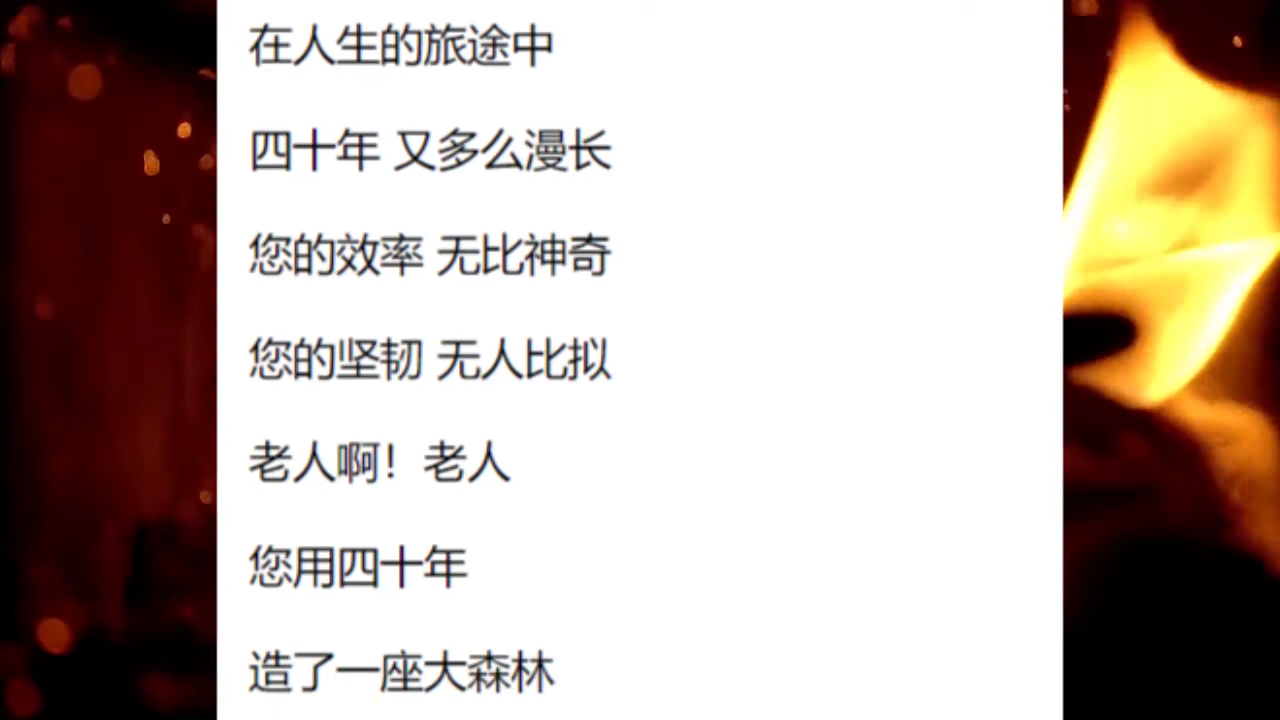 在人生的旅途中
四十年 又多么漫长
您的效率 无比神奇
您的坚韧 无人比拟
老人啊！老人
您用四十年
造了一座大森林